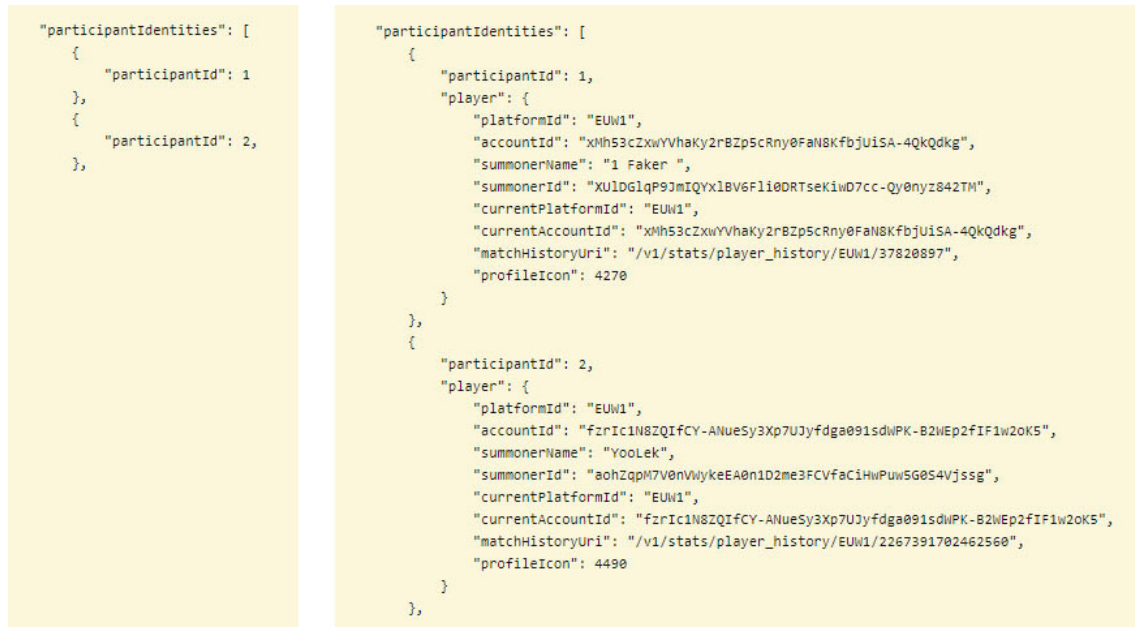 "participantIdentities": [
{
"participantId": 1
},
{
"participantId": 2,
},
"participantIdentities": [
{
"participantId": 1,
"player": {
"platformId": "EUW1",
"accountId": "xMh53cZxwYVhaKy2rBZp5cRny0FaN8KfbjUiSA-4QkQdkg",
"summonerName": "1 Faker ",
"summonerId": "XUlDGlqP9JmIQYxlBV6Fli0DRTseKiwD7cc-Qy0nyz842TM",
"currentPlatformId": "EUW1",
"currentAccountId": "xMh53cZxwYVhaKy2rBZp5cRny0FaN8KfbjUiSA-4QkQdkg",
"matchHistoryUri": "/v1/stats/player_history/EUW1/37820897",
"profileIcon": 4270
}
},
{
"participantId": 2,
"player": {
"platformId": "EUW1",
"accountId": "fzrIc1N8ZQIfCY-ANueSy3Xp7UJyfdga091sdWPK-B2WEp2fIF1w2oK5",
"summonerName": "YooLek",
"summonerId": "aohZqpM7V0nVWykeEA0n1D2me3FCVfaCiHwPuw5G0S4Vjssg",
"currentPlatformId": "EUW1",
"currentAccountId": "fzrIc1N8ZQIfCY-ANueSy3Xp7UJyfdga091sdWPK-B2WEp2fIF1w2oK5",
"matchHistoryUri": "/v1/stats/player_history/EUW1/2267391702462560",
"profileIcon": 4490
}
},